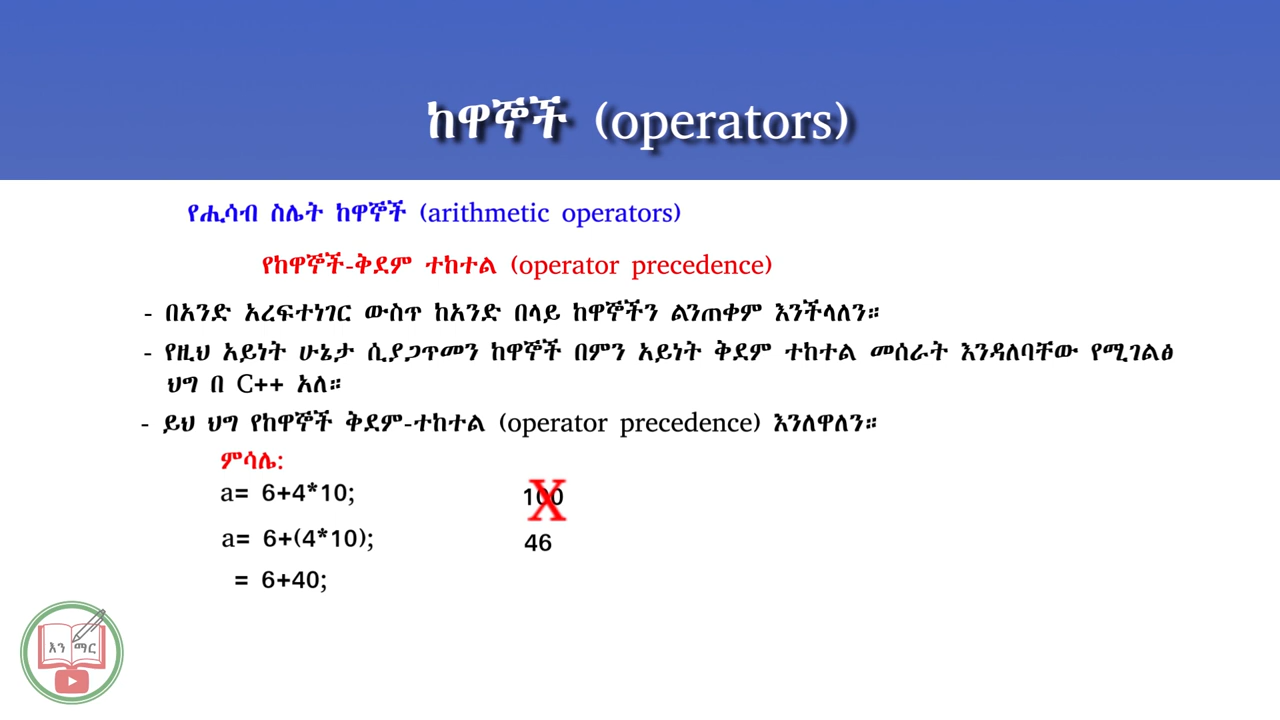 ከዋኞች (operators)
የሒሳብ ስሌት ከዋኞች (arithmetic operators)
የከዋኞች-ቅደም ተከተል (operator precedence)
- በአንድ አረፍተነገር ውስጥ ከአንድ በላይ ከዋኞችን ልንጠቀም እንችላለን።
- የዚህ አይነት ሁኔታ ሲያጋጥመን ከዋኞች በምን አይነት ቅደም ተከተል መሰራት እንዳለባቸው የሚገልፅ
ህግ በ C++ አለ።
- ይህ ህግ የከዋኞች ቅደም-ተከተል (operator precedence) እንለዋለን።
ምሳሌ:
a= 6+4*10; 100 X
a= 6+(4*10); 46
= 6+40;
እን ማር